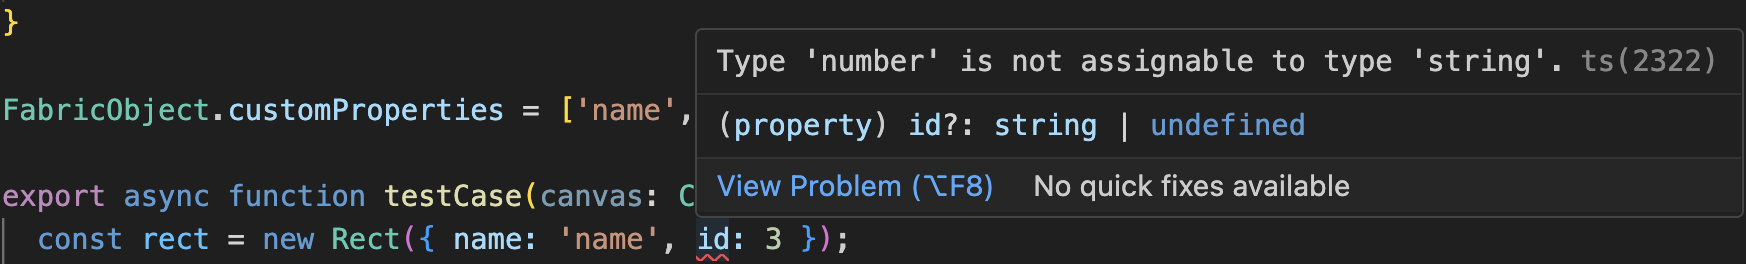 }
Type 'number' is not assignable to type 'string'. ts(2322)
FabricObject.customProperties = ['name',
(property) id?: string | undefined
View Problem (⌥F8) No quick fixes available
export async function testCase(canvas: C
const rect = new Rect({ name: 'name', id: 3 });